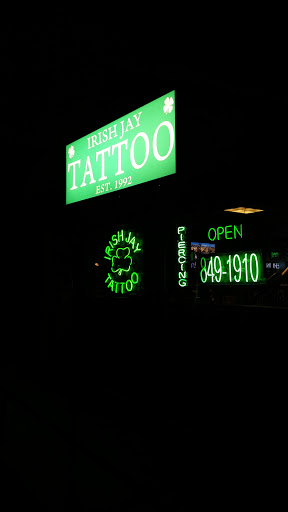 IRISH JAY
TATTOO
EST. 1992
IRISH JAY
TATTOO
PIERCING
OPEN
849-1910